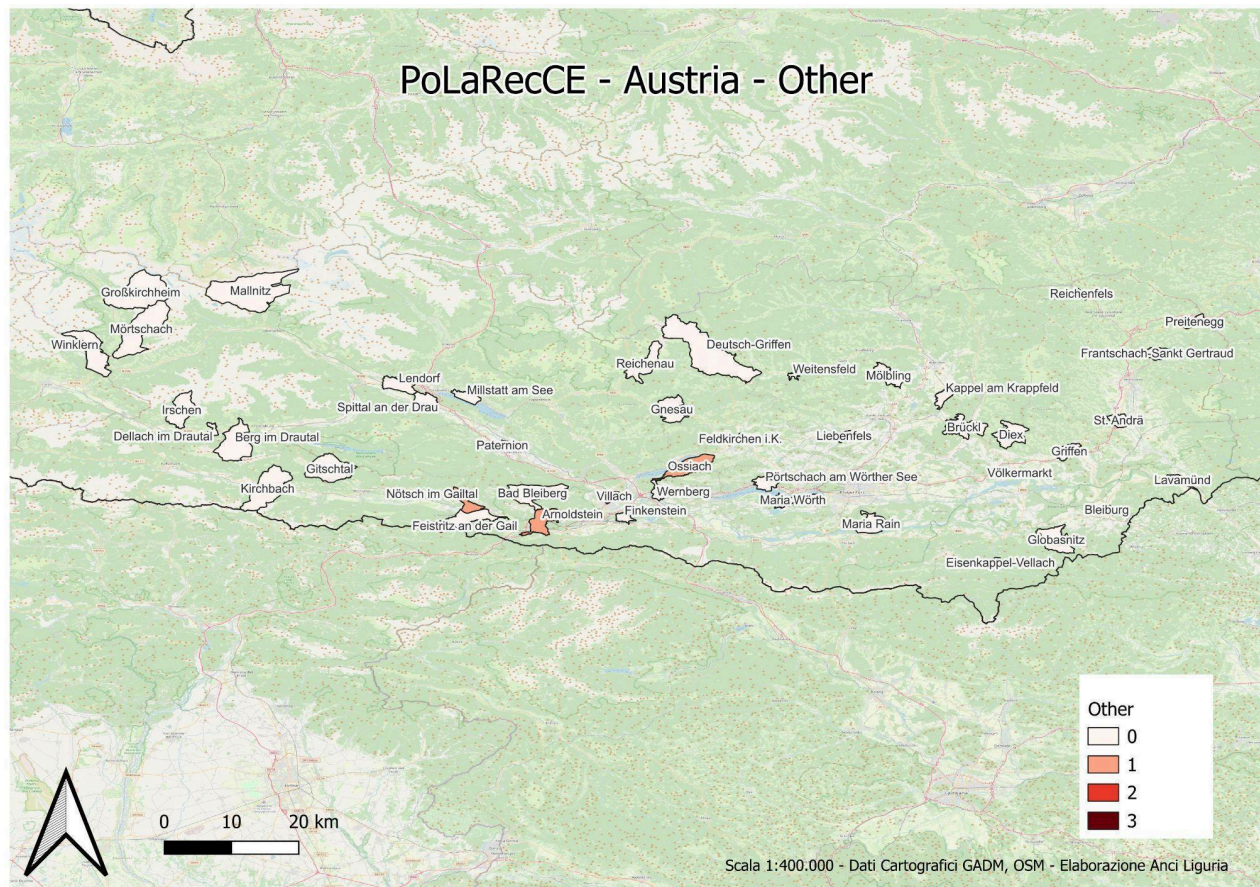 PoLaRecCE - Austria - Other
Großkirchheim
Mallnitz
Mörtschach
Winklern
Reichenfels
Preitenegg
Frantschach-Sankt Gertraud
Deutsch-Griffen
Reichenau
Weitensfeld
Mölbling
Kappel am Krappfeld
Lendorf
Millstatt am See
Spittal an der Drau
Irschen
Dellach im Drautal
Berg im Drautal
Gnesau
Feldkirchen i.K.
Liebenfels
Brückl
Diex
St. Andrä
Griffen
Paternion
Gitschtal
Ossiach
Kirchbach
Pörtschach am Wörther See
Völkermarkt
Lavamünd
Nötsch im Gailtal
Bad Bleiberg
Villach
Wernberg
Maria Wörth
Feistritz an der Gail
Arnoldstein
Finkenstein
Maria Rain
Bleiburg
Globasnitz
Eisenkappel-Vellach
Other
0
1
2
3
0 10 20 km
Scala 1:400.000 - Dati Cartografici GADM, OSM - Elaborazione Anci Liguria